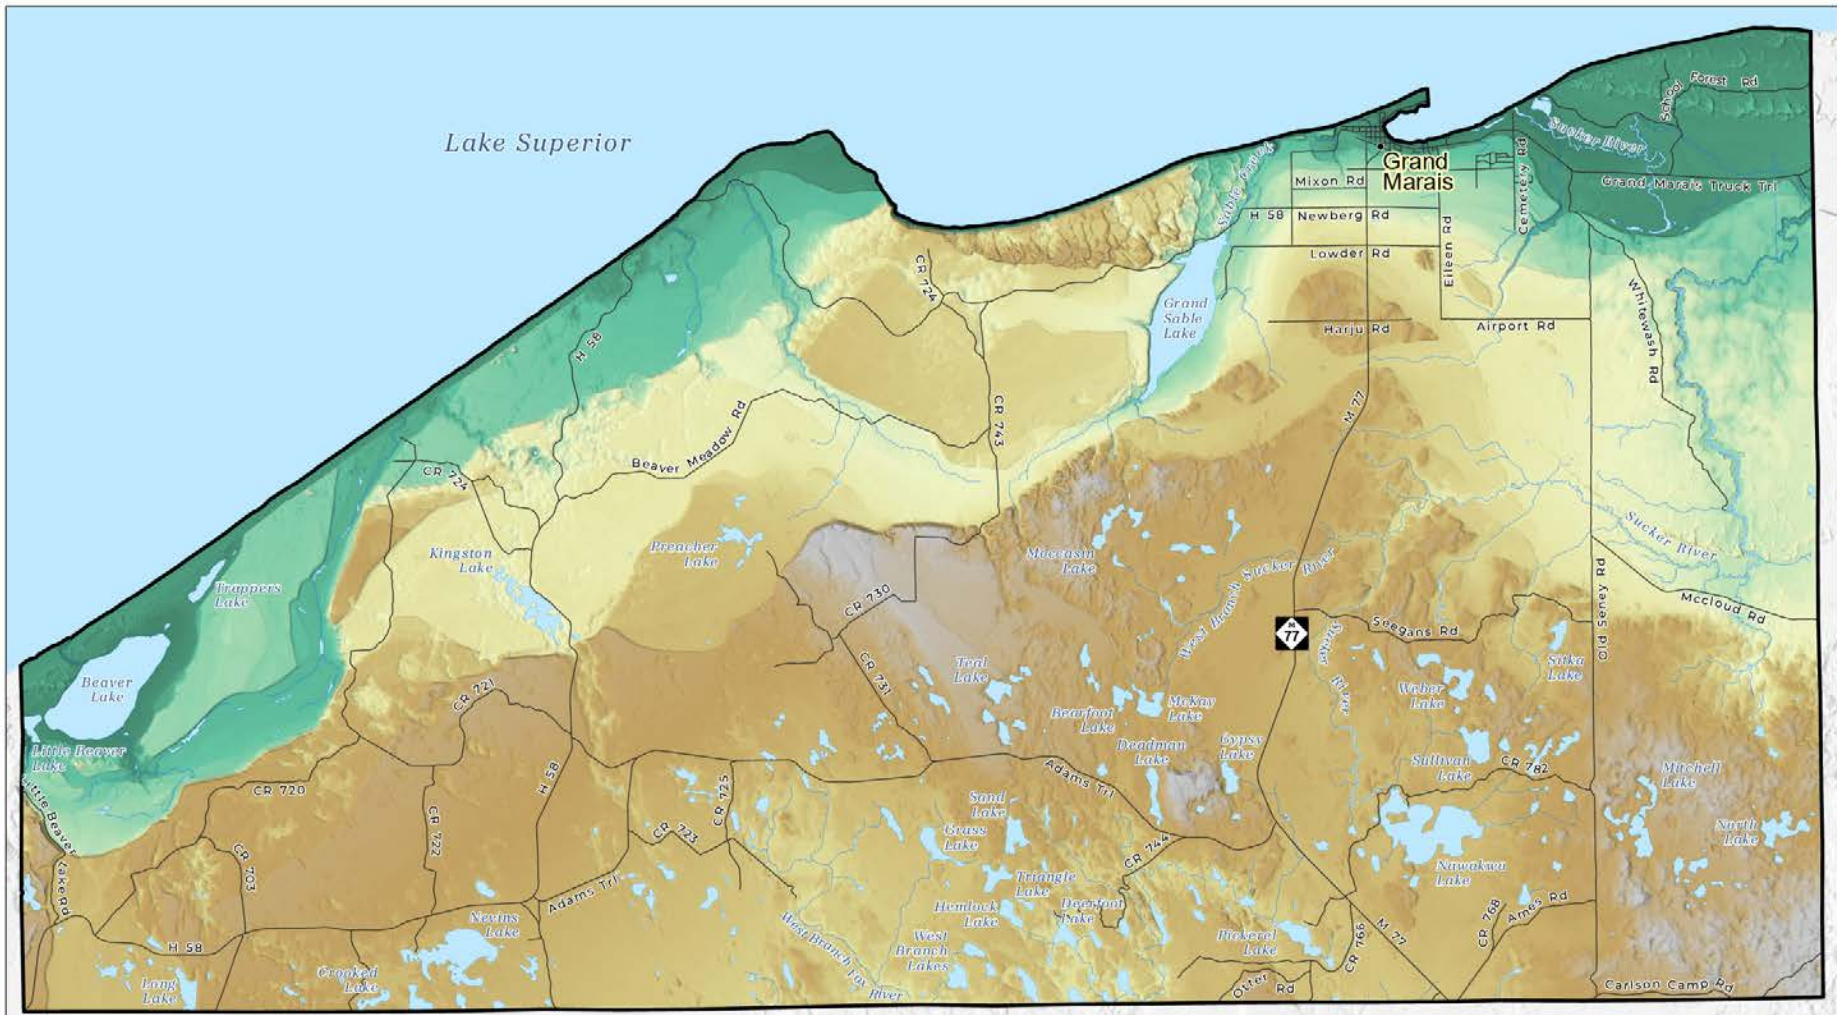 Lake Superior
School
Forest Rd
Sucker River
Grand
Marais
Sable Creek
Mixon Rd
Cemetery Rd
Grand Marais Truck Trl
H 58
Newberg Rd
Eileen Rd
Lowder Rd
CR 724
Grand
Sable
Lake
Harju Rd
Airport Rd
Whitewash Rd
H 58
M 77
CR 743
Beaver Meadow Rd
CR 724
Sucker River
Kingston
Lake
Preacher
Lake
Moccasin
Lake
West Branch Sucker River
Trappers
Lake
CR 730
Old Seney Rd
Mccloud Rd
M
77
Seegans Rd
Sucker River
Beaver
Lake
CR 721
CR 731
Teal
Lake
Sitka
Lake
Weber
Lake
McKay
Lake
Bearfoot
Lake
Deadman
Lake
Gypsy
Lake
Little Beaver
Lake
Sullivan
Lake
CR 782
Mitchell
Lake
Little Beaver Lake Rd
CR 720
H 58
CR 725
Adams Trl
Sand
Lake
CR 722
CR 723
Grass
Lake
CR 744
North
Lake
CR 703
Triangle
Lake
Nawakwa
Lake
Adams Trl
Hemlock
Lake
Deerfoot
Lake
Nevins
Lake
West Branch Fox River
West
Branch
Lakes
Pickerel
Lake
CR 766
M 77
CR 768
Ames Rd
H 58
Long
Lake
Crooked
Lake
Otter
Rd
Carlson Camp Rd